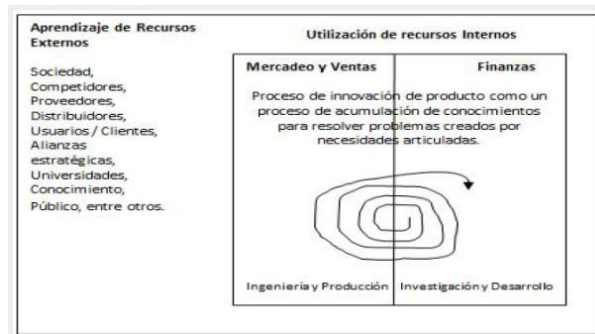 Aprendizaje de Recursos
Externos
Sociedad,
Competidores,
Proveedores,
Distribuidores,
Usuarios / Clientes,
Alianzas
estratégicas,
Universidades,
Conocimiento,
Público, entre otros.
Utilización de recursos Internos
Mercadeo y Ventas
Finanzas
Proceso de innovación de producto como un
proceso de acumulación de conocimientos
para resolver problemas creados por
necesidades articuladas.
Ingeniería y Producción
Investigación y Desarrollo